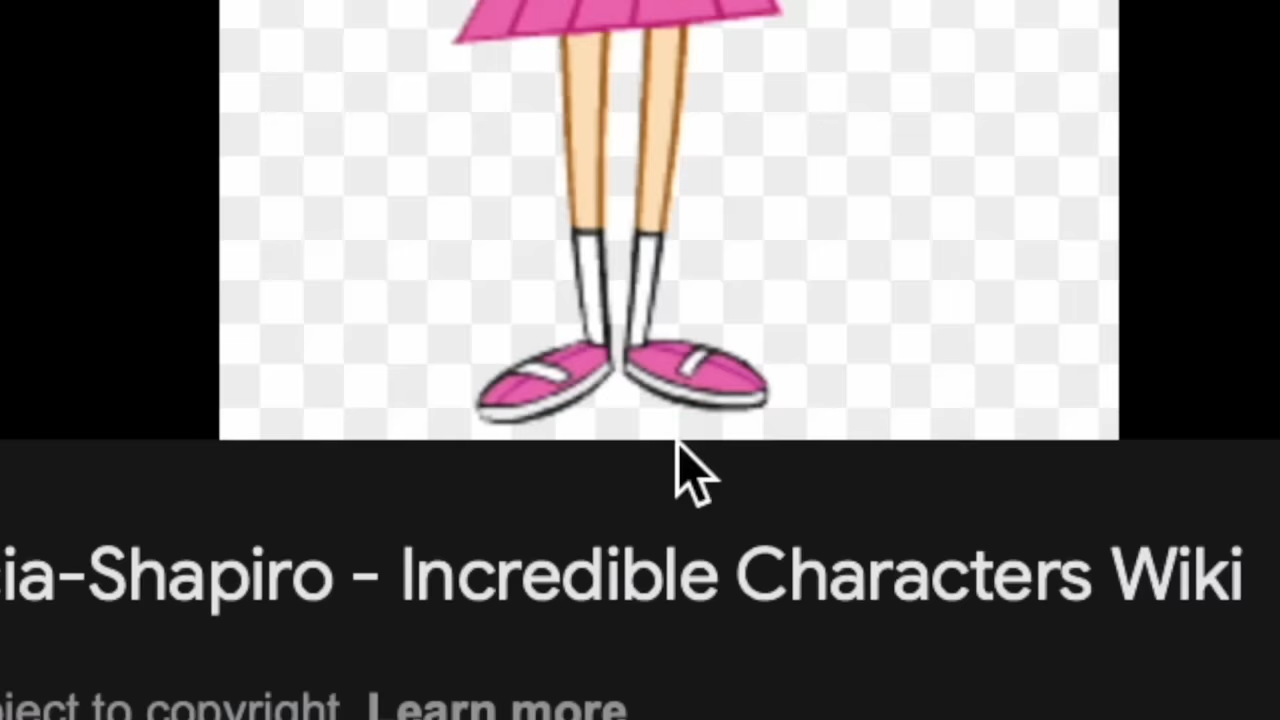 ia-Shapiro - Incredible Characters Wiki
ject to copyright. Learn more